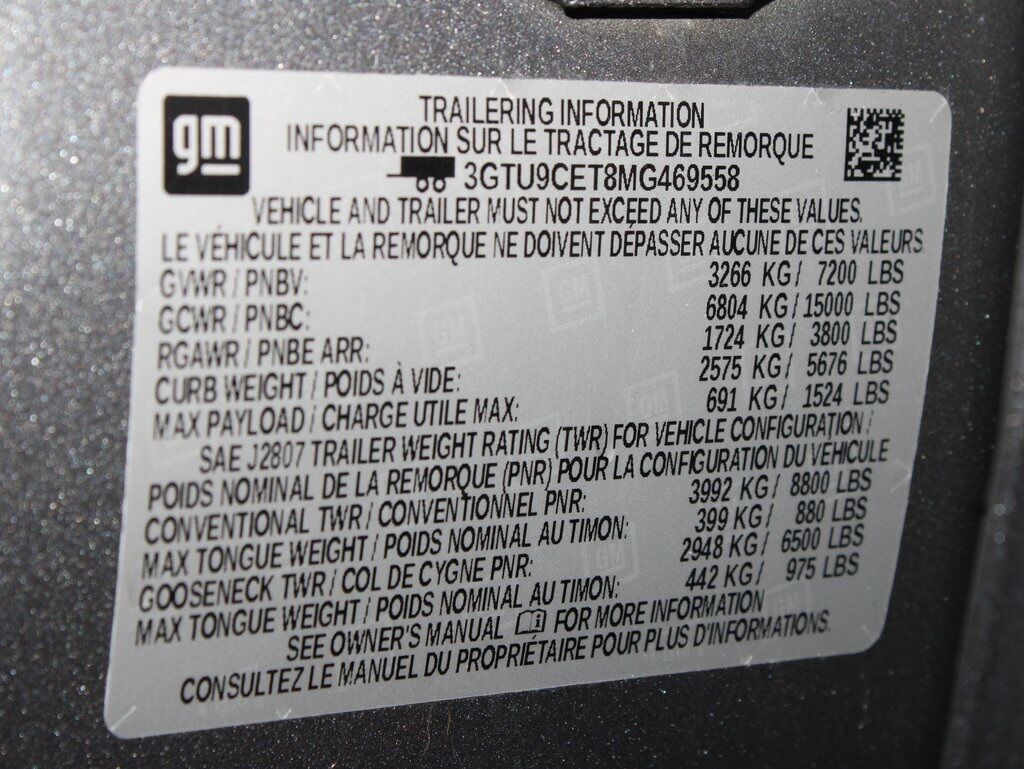 gm
TRAILERING INFORMATION
INFORMATION SUR LE TRACTAGE DE REMORQUE
3GTU9CET8MG469558
VEHICLE AND TRAILER MUST NOT EXCEED ANY OF THESE VALUES.
LE VÉHICULE ET LA REMORQUE NE DOIVENT DÉPASSER AUCUNE DE CES VALEURS
GVWR / PNBV: 3266 KG / 7200 LBS
GCWR / PNBC: 6804 KG / 15000 LBS
RGAWR / PNBE ARR: 1724 KG / 3800 LBS
CURB WEIGHT / POIDS À VIDE: 2575 KG / 5676 LBS
MAX PAYLOAD / CHARGE UTILE MAX: 691 KG / 1524 LBS
SAE J2807 TRAILER WEIGHT RATING (TWR) FOR VEHICLE CONFIGURATION /
POIDS NOMINAL DE LA REMORQUE (PNR) POUR LA CONFIGURATION DU VÉHICULE
CONVENTIONAL TWR / CONVENTIONNEL PNR: 3992 KG / 8800 LBS
MAX TONGUE WEIGHT / POIDS NOMINAL AU TIMON: 399 KG / 880 LBS
GOOSENECK TWR / COL DE CYGNE PNR: 2948 KG / 6500 LBS
MAX TONGUE WEIGHT / POIDS NOMINAL AU TIMON: 442 KG / 975 LBS
SEE OWNER'S MANUAL FOR MORE INFORMATION
CONSULTEZ LE MANUEL DU PROPRIÉTAIRE POUR PLUS D'INFORMATIONS.